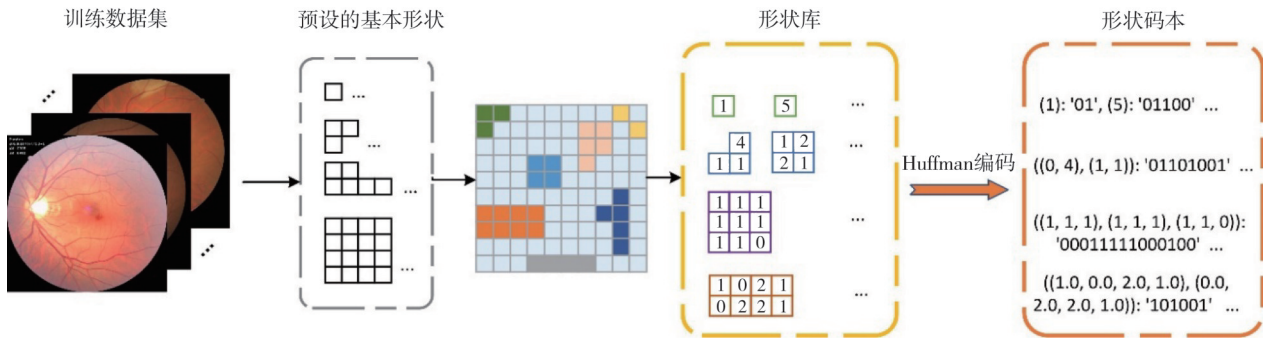 训练数据集
预设的基本形状
形状库
形状码本
...
...
...
...
...
...
1
5
...
4
1 1
1 2
2 1
...
1 1 1
1 1 1
1 1 0
...
1 0 2 1
0 2 2 1
...
Huffman编码
(1): '01', (5): '01100' ...
((0, 4), (1, 1)): '01101001' ...
((1, 1, 1), (1, 1, 1), (1, 1, 0)):
'00011111000100' ...
((1.0, 0.0, 2.0, 1.0), (0.0,
2.0, 2.0, 1.0)): '101001' ...